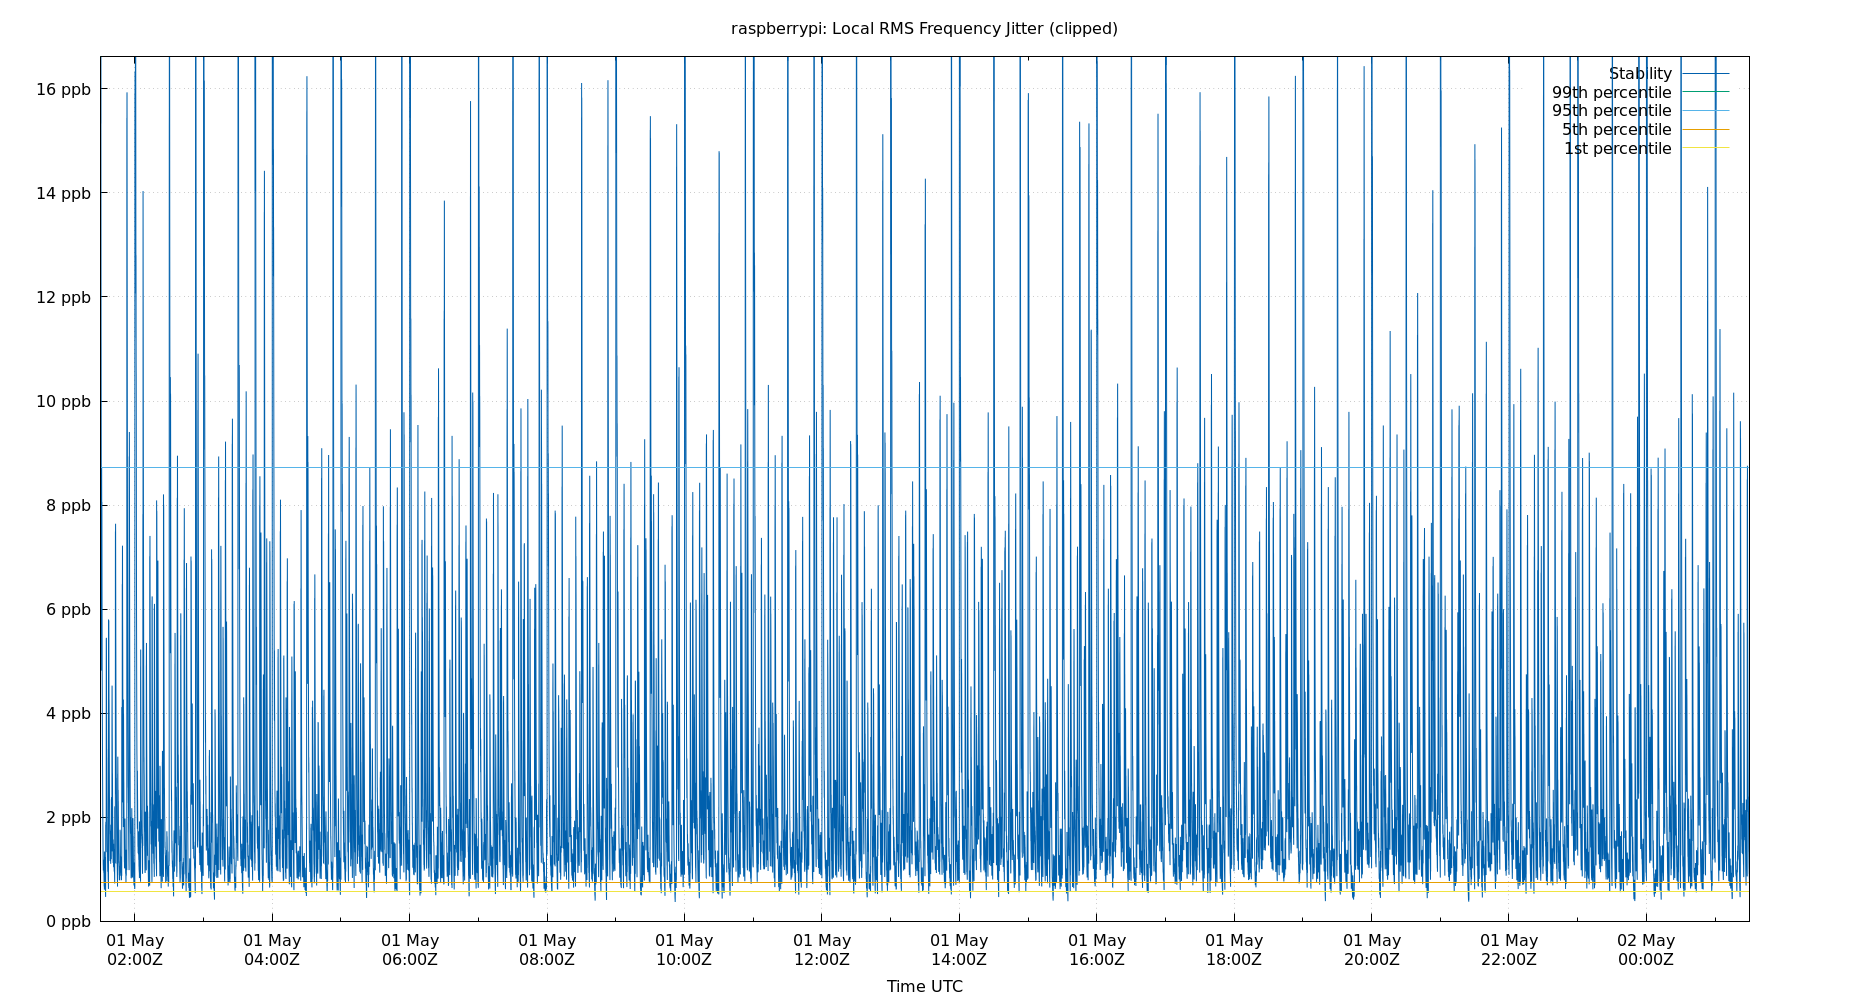 raspberrypi: Local RMS Frequency Jitter (clipped)
16 ppb
14 ppb
12 ppb
10 ppb
8 ppb
6 ppb
4 ppb
2 ppb
0 ppb
Stability
99th percentile
95th percentile
5th percentile
1st percentile
01 May 01 May 01 May 01 May 01 May 01 May 01 May 01 May 01 May 01 May 01 May 02 May
02:00Z 04:00Z 06:00Z 08:00Z 10:00Z 12:00Z 14:00Z 16:00Z 18:00Z 20:00Z 22:00Z 00:00Z
Time UTC